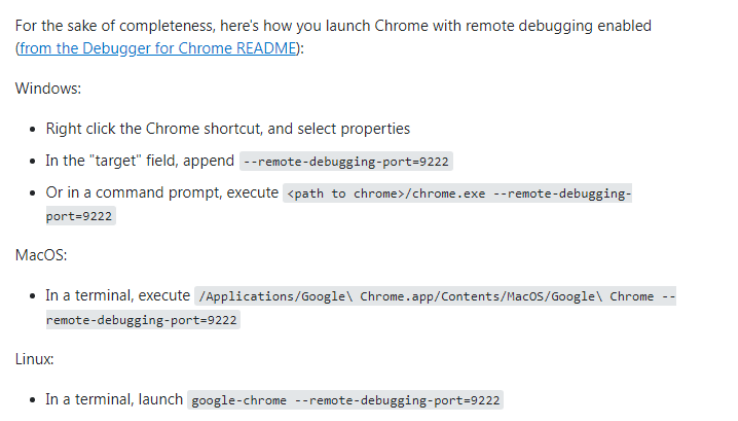 For the sake of completeness, here's how you launch Chrome with remote debugging enabled
(from the Debugger for Chrome README):
Windows:
• Right click the Chrome shortcut, and select properties
• In the "target" field, append --remote-debugging-port=9222
• Or in a command prompt, execute <path to chrome>/chrome.exe --remote-debugging-
port=9222
MacOS:
• In a terminal, execute /Applications/Google\ Chrome.app/Contents/MacOS/Google\ Chrome --
remote-debugging-port=9222
Linux:
• In a terminal, launch google-chrome --remote-debugging-port=9222